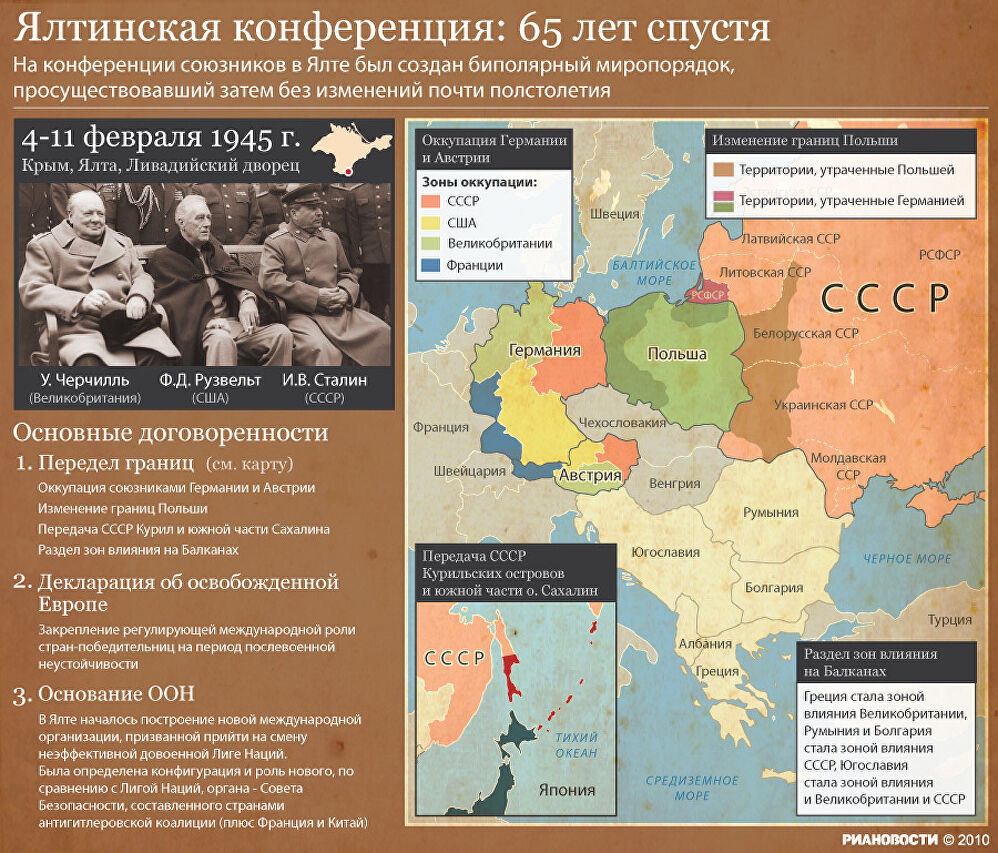 Ялтинская конференция: 65 лет спустя
На конференции союзников в Ялте был создан биполярный миропорядок,
просуществовавший затем без изменений почти полстолетия
4-11 февраля 1945 г.
Крым, Ялта, Ливадийский дворец
У. Черчилль
(Великобритания)
Ф.Д. Рузвельт
(США)
И.В. Сталин
(СССР)
Основные договоренности
1. Передел границ (см. карту)
Оккупация союзниками Германии и Австрии
Изменение границ Польши
Передача СССР Курил и южной части Сахалина
Раздел зон влияния на Балканах
2. Декларация об освобожденной
Европе
Закрепление регулирующей международной роли
стран-победительниц на период послевоенной
неустойчивости
3. Основание ООН
В Ялте началось построение новой международной
организации, призванной прийти на смену
неэффективной довоенной Лиге Наций.
Была определена конфигурация и роль нового, по
сравнению с Лигой Наций, органа - Совета
Безопасности, составленного странами
антигитлеровской коалиции (плюс Франция и Китай)
Оккупация Германии
и Австрии
Зоны оккупации:
СССР
США
Великобритании
Франции
Изменение границ Польши
Территории, утраченные Польшей
Территории, утраченные Германией
Швеция
БАЛТИЙСКОЕ
МОРЕ
Латвийская ССР
Литовская ССР
РСФСР
РСФСР
СССР
Белорусская ССР
Германия
Польша
Украинская ССР
Франция
Чехословакия
Молдавская
ССР
Швейцария
Австрия
Венгрия
Румыния
Югославия
ЧЕРНОЕ МОРЕ
Болгария
Турция
Албания
Греция
СРЕДИЗЕМНОЕ
МОРЕ
Передача СССР
Курильских островов
и южной части о. Сахалин
СССР
ТИХИЙ
ОКЕАН
Япония
Раздел зон влияния
на Балканах
Греция стала зоной
влияния Великобритании,
Румыния и Болгария
стала зоной влияния
СССР, Югославия
стала зоной влияния
и Великобритании и СССР
РИАНОВОСТИ © 2010